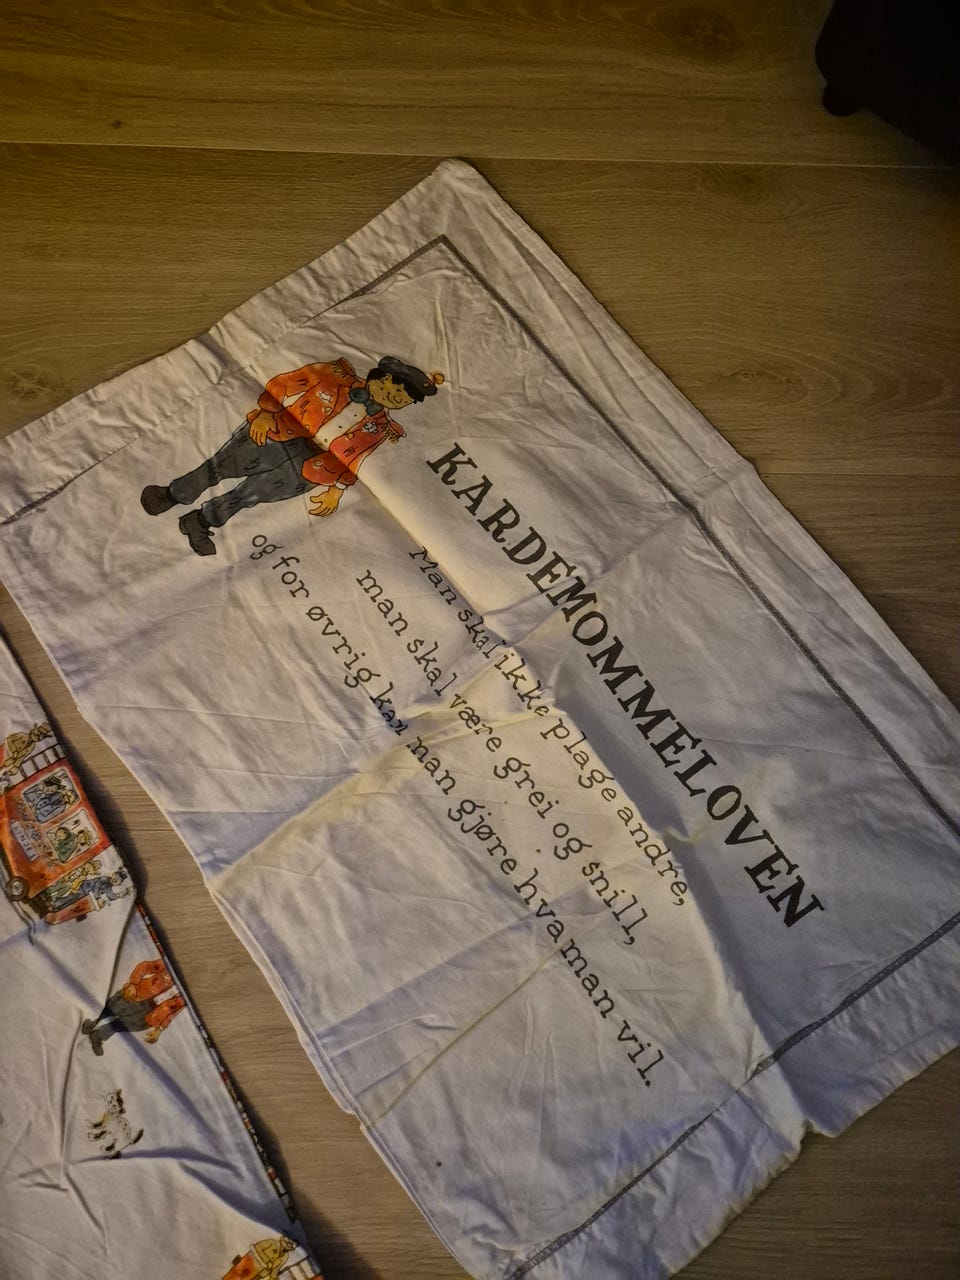 KARDEMOMMELOVEN
Man skal ikke plage andre,
man skal være grei og snill,
og for øvrig kan man gjøre hva man vil.